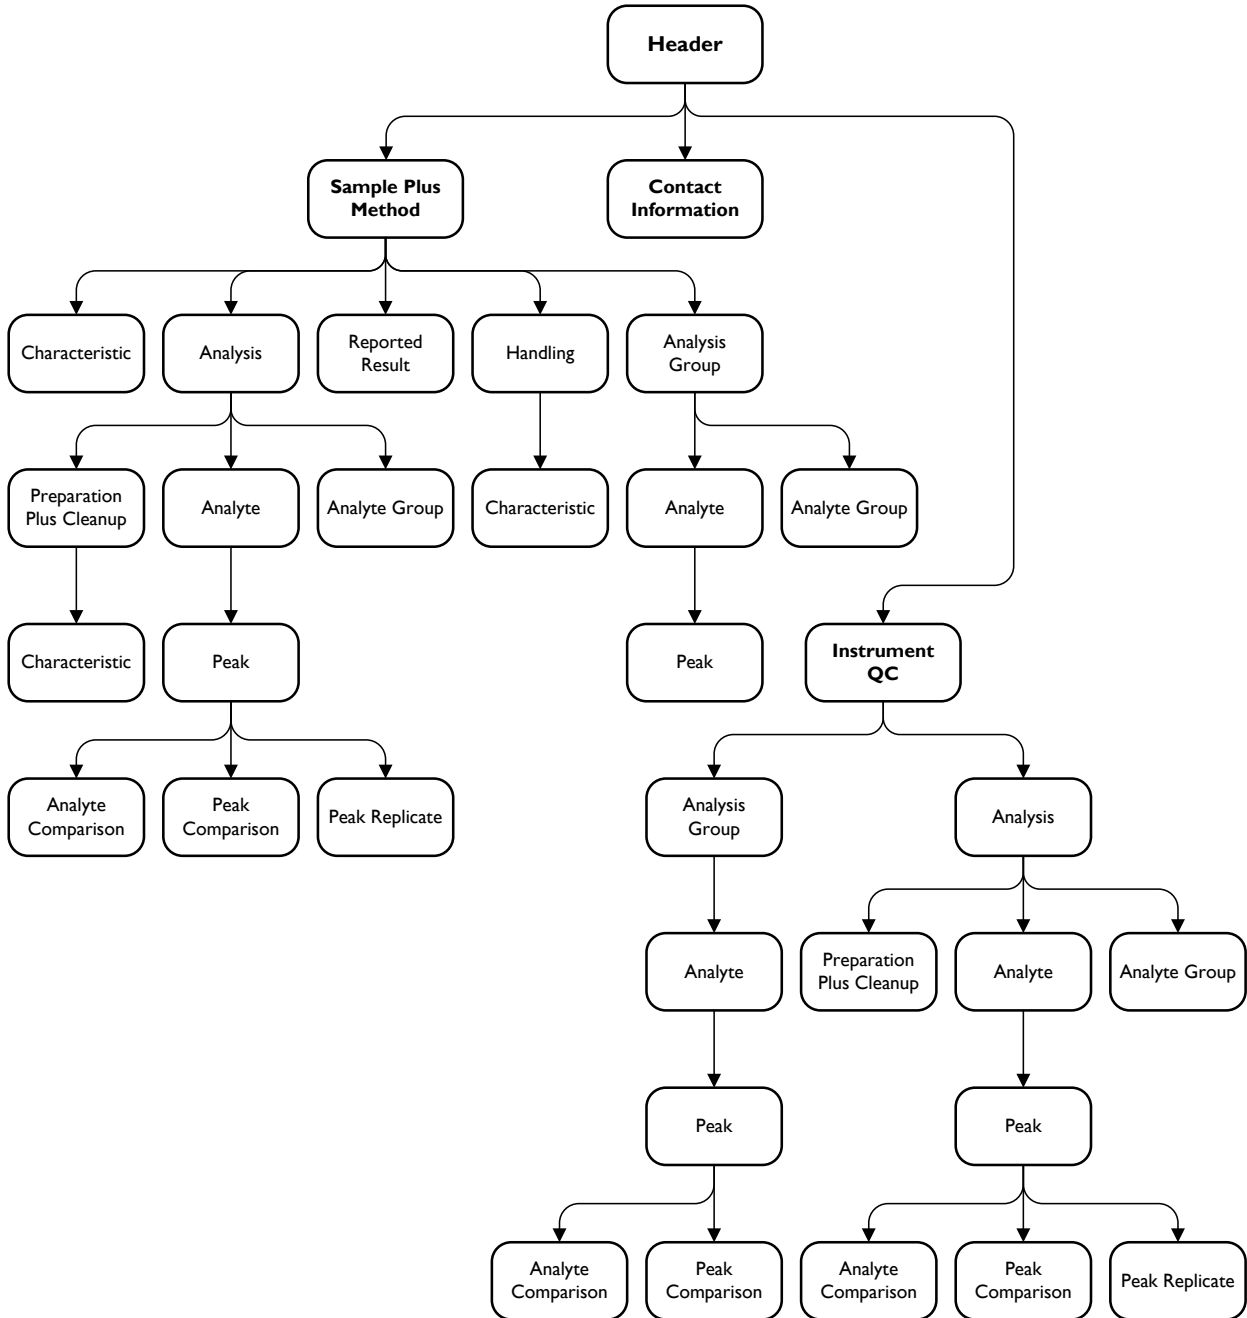 Header
Sample Plus
Method
Contact
Information
Characteristic
Analysis
Reported
Result
Handling
Analysis
Group
Preparation
Plus Cleanup
Analyte
Analyte Group
Characteristic
Analyte
Analyte Group
Characteristic
Peak
Peak
Instrument
QC
Analyte
Comparison
Peak
Comparison
Peak Replicate
Analysis
Group
Analysis
Analyte
Preparation
Plus Cleanup
Analyte
Analyte Group
Peak
Peak
Analyte
Comparison
Peak
Comparison
Analyte
Comparison
Peak
Comparison
Peak Replicate